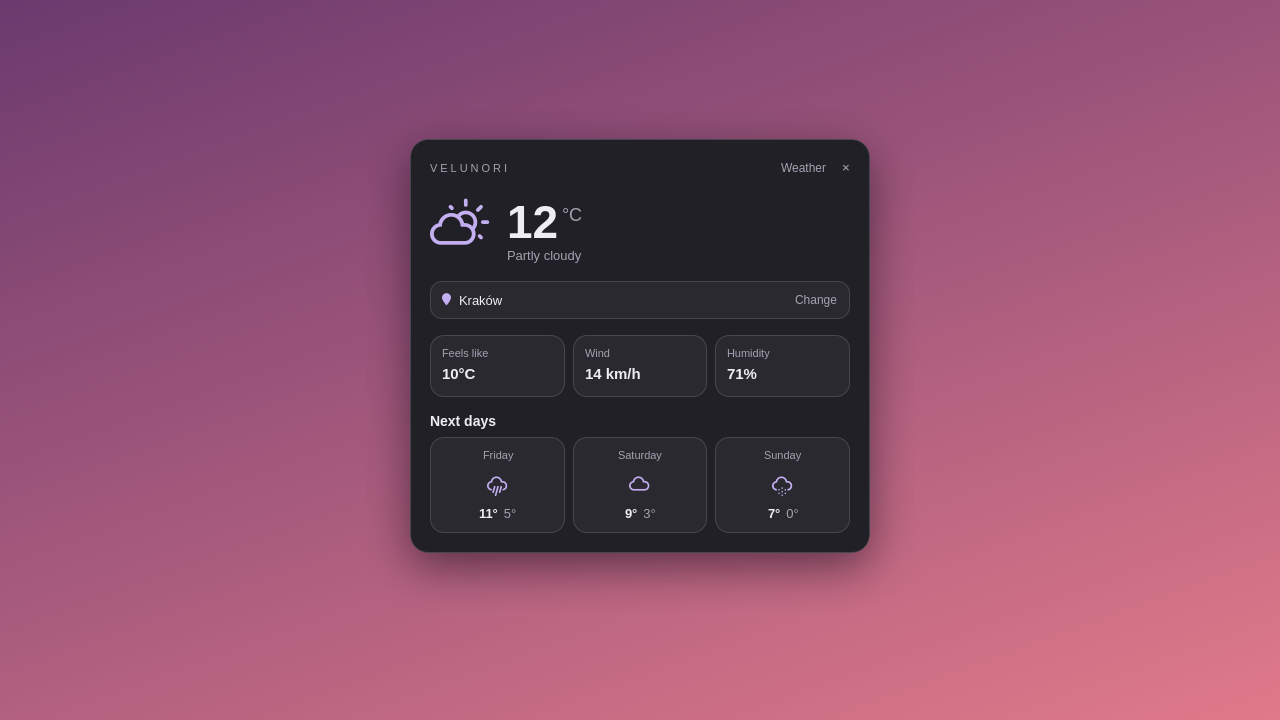 VELUNORI
Weather ×
12 °C
Partly cloudy
Kraków
Change
Feels like
10°C
Wind
14 km/h
Humidity
71%
Next days
Friday
11° 5°
Saturday
9° 3°
Sunday
7° 0°